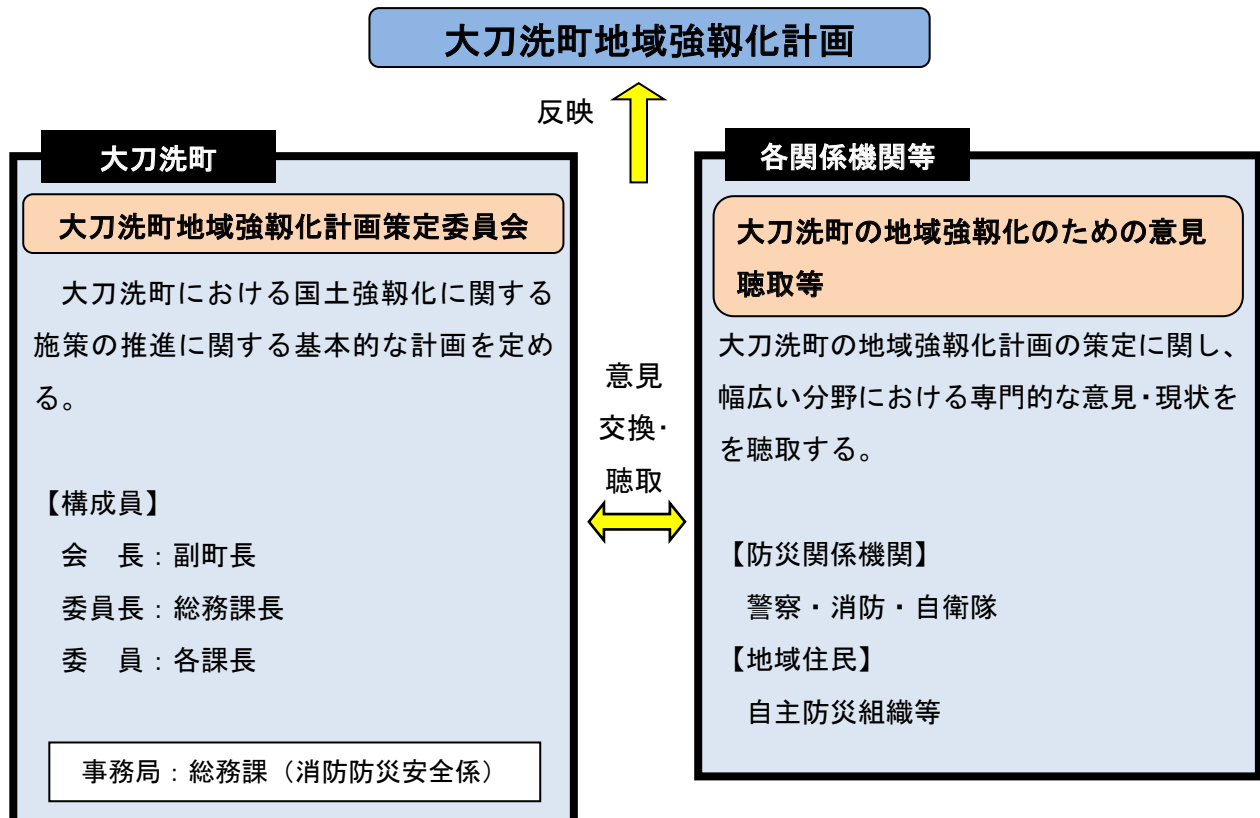 大刀洗町地域強靱化計画
反映
大刀洗町
大刀洗町地域強靱化計画策定委員会
大刀洗町における国土強靱化に関する
施策の推進に関する基本的な計画を定め
る。
【構成員】
会　長：副町長
委員長：総務課長
委　員：各課長
事務局：総務課（消防防災安全係）
意見
交換・
聴取
各関係機関等
大刀洗町の地域強靱化のための意見
聴取等
大刀洗町の地域強靱化計画の策定に関し、
幅広い分野における専門的な意見・現状を
を聴取する。
【防災関係機関】
警察・消防・自衛隊
【地域住民】
自主防災組織等